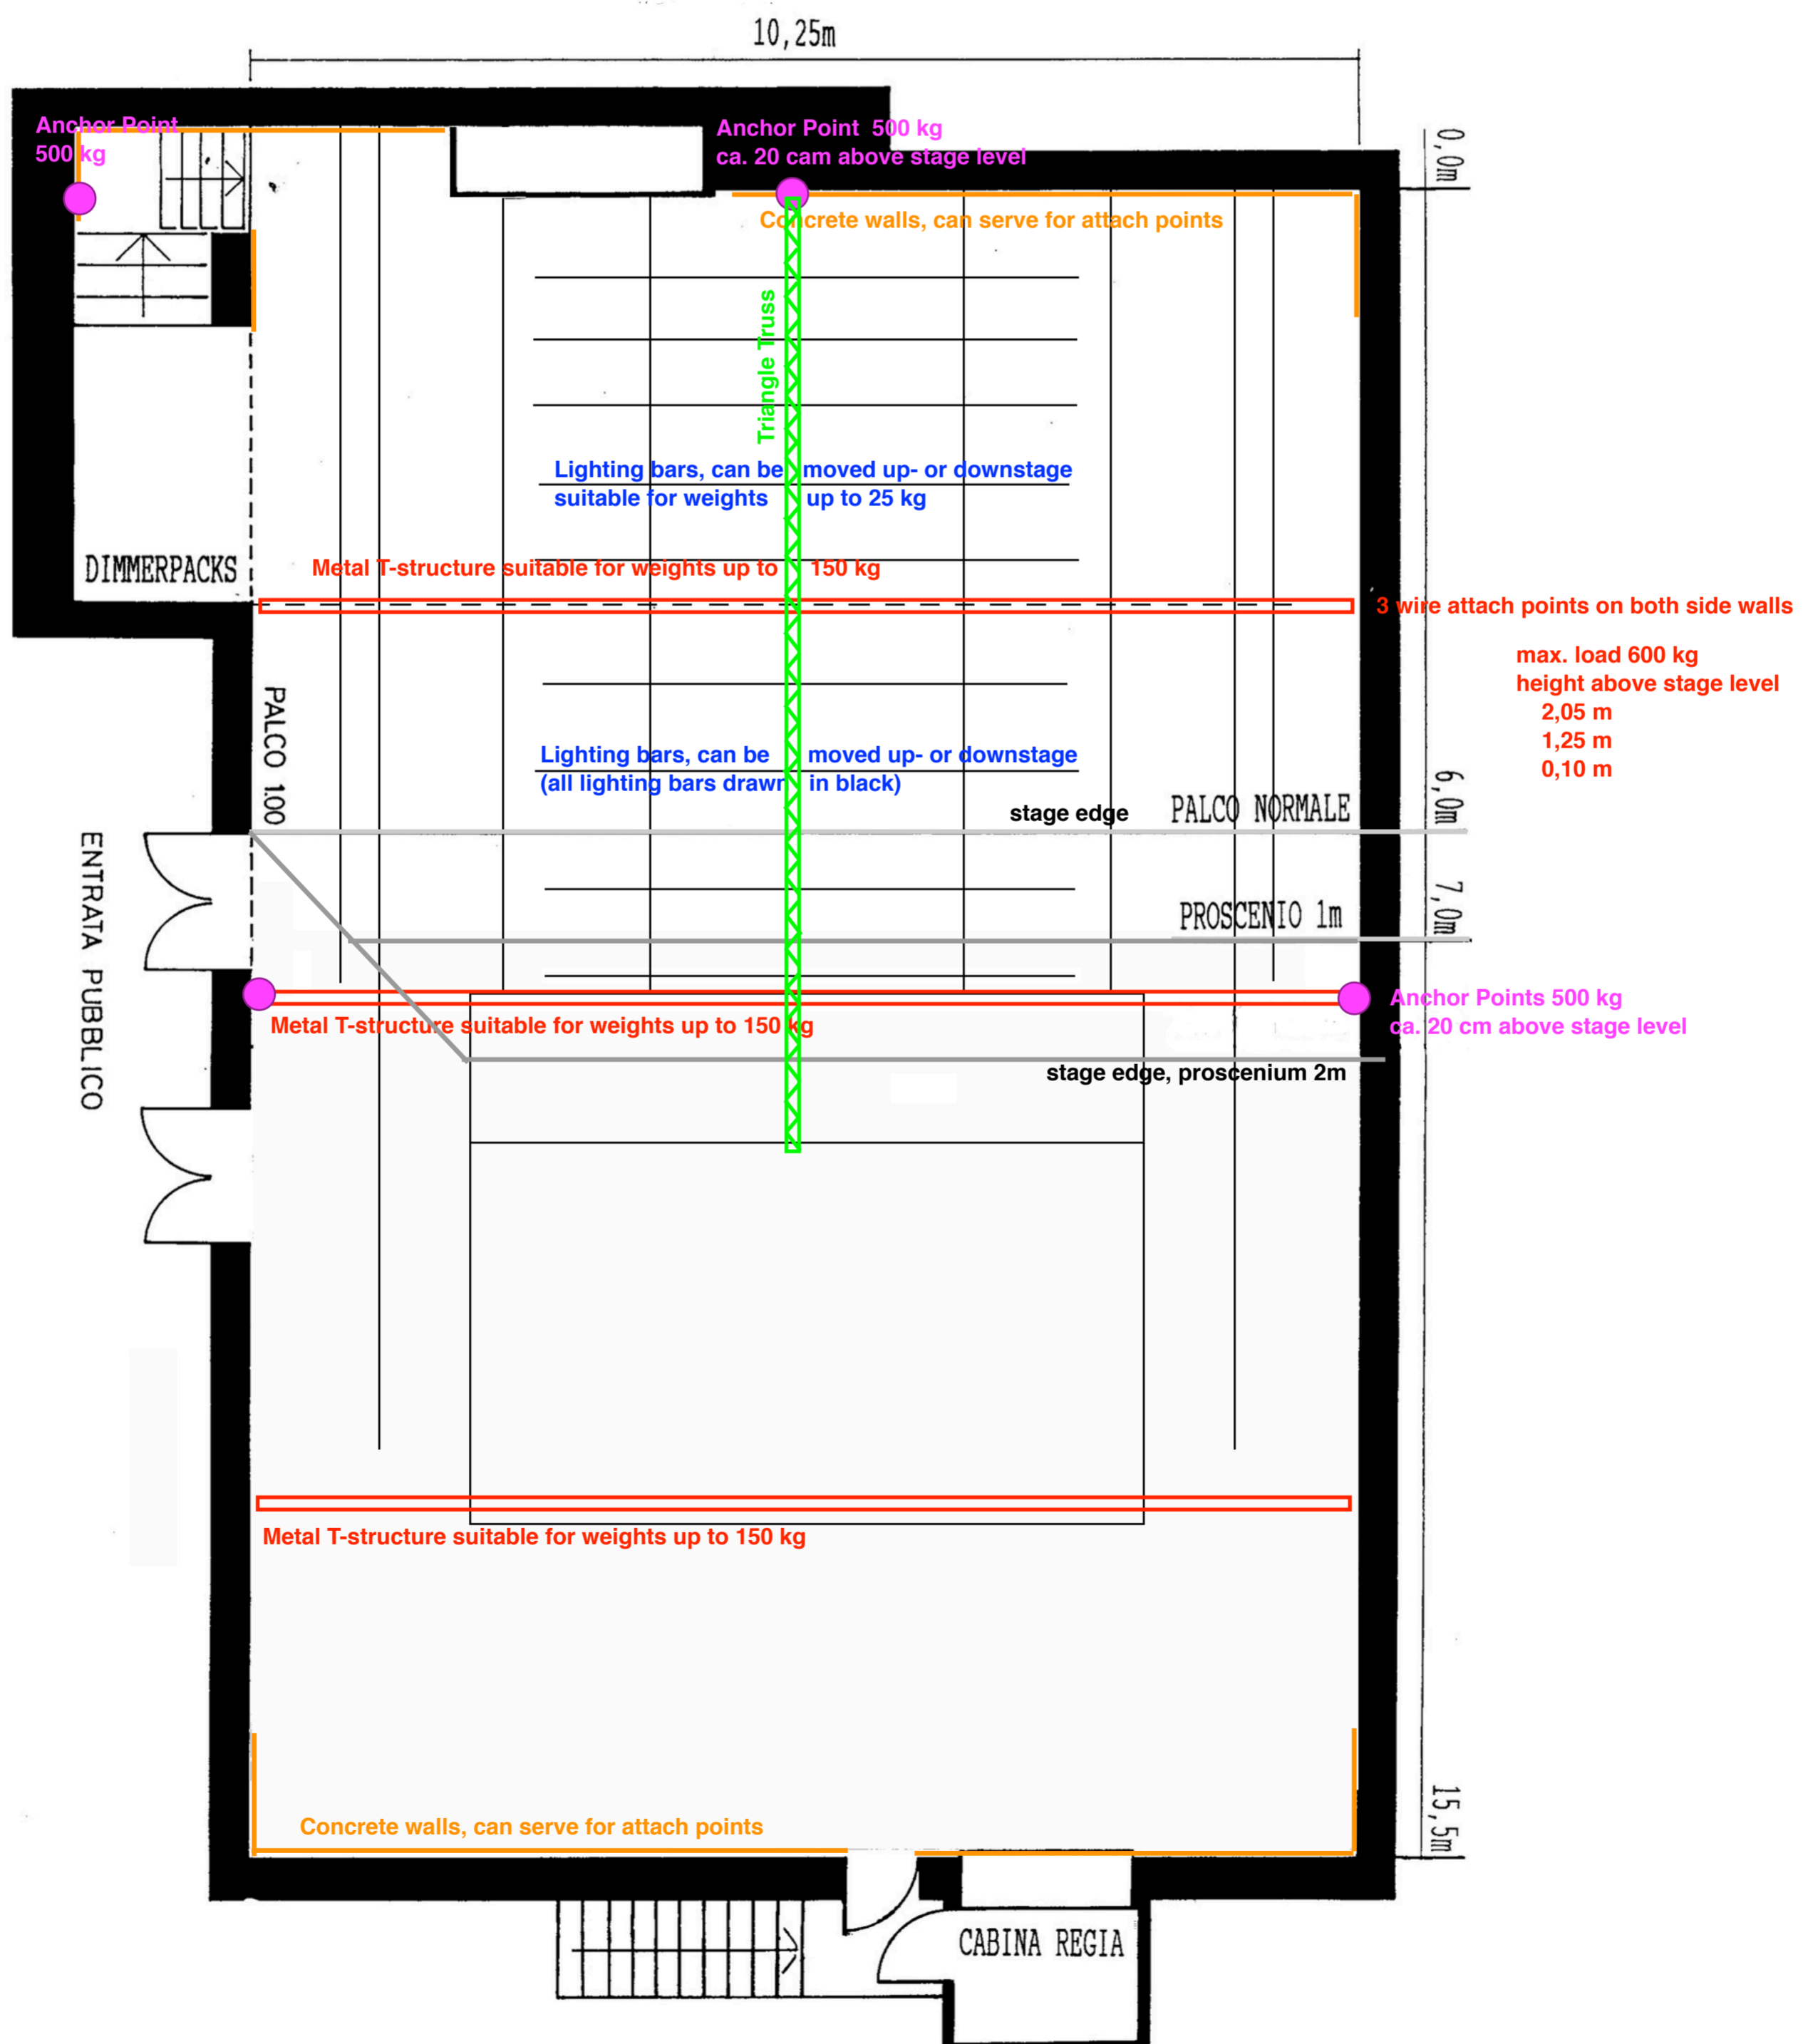 10,25m
Anchor Point
500 kg
Anchor Point 500 kg
ca. 20 cam above stage level
0,0m
Concrete walls, can serve for attach points
Triangle Truss
Lighting bars, can be moved up- or downstage
suitable for weights up to 25 kg
DIMMERPACKS
Metal T-structure suitable for weights up to 150 kg
3 wire attach points on both side walls
max. load 600 kg
height above stage level
2,05 m
1,25 m
0,10 m
PALCO 1.00
Lighting bars, can be moved up- or downstage
(all lighting bars drawn in black)
stage edge
PALCO NORMALE
6,0m
ENTRATA PUBBLICO
PROSCENIO 1m
7,0m
Anchor Points 500 kg
ca. 20 cm above stage level
Metal T-structure suitable for weights up to 150 kg
stage edge, proscenium 2m
Metal T-structure suitable for weights up to 150 kg
Concrete walls, can serve for attach points
15,5m
CABINA REGIA